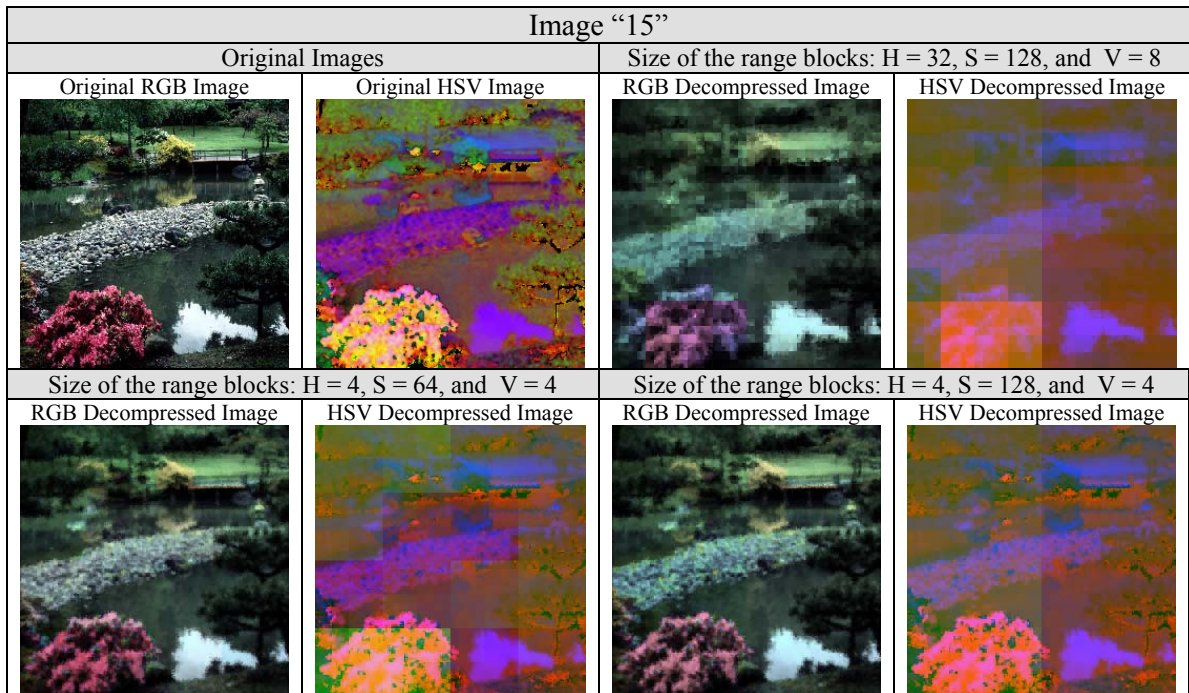 Image “15”
Original Images
Size of the range blocks: H = 32, S = 128, and V = 8
Original RGB Image
Original HSV Image
RGB Decompressed Image
HSV Decompressed Image
Size of the range blocks: H = 4, S = 64, and V = 4
Size of the range blocks: H = 4, S = 128, and V = 4
RGB Decompressed Image
HSV Decompressed Image
RGB Decompressed Image
HSV Decompressed Image